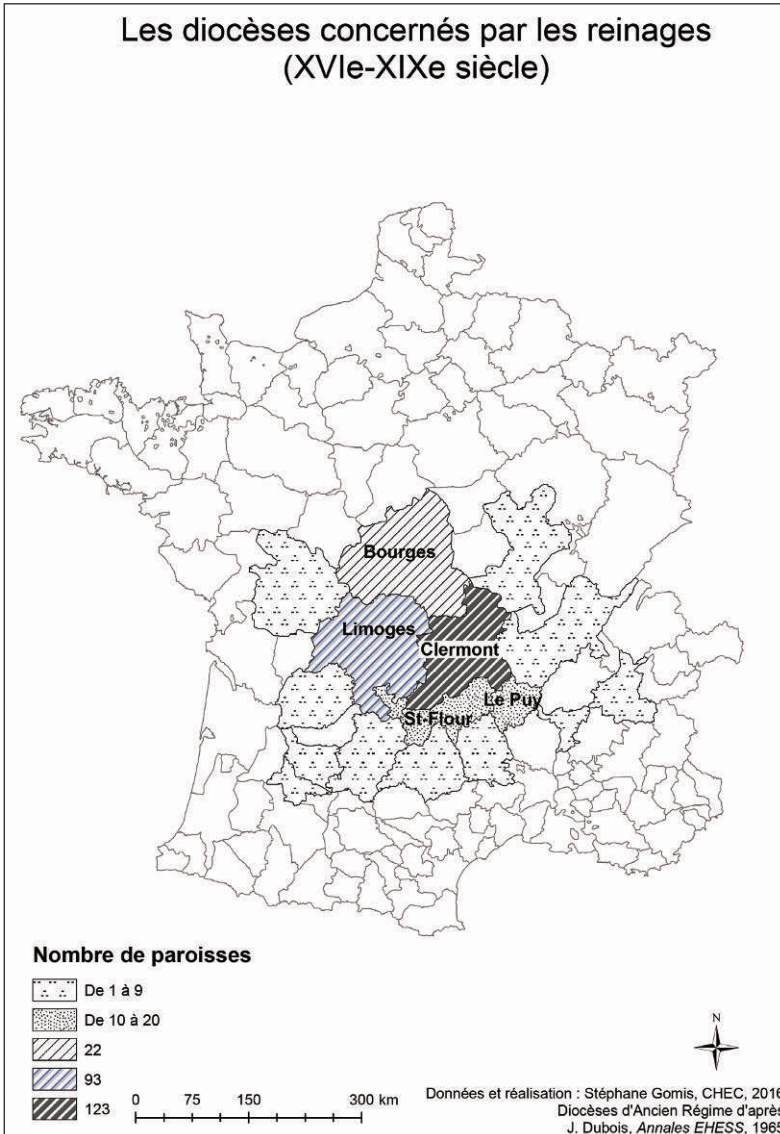 Les diocèses concernés par les reinages
(XVIe-XIXe siècle)
Bourges
Limoges
Clermont
Le Puy
St-Flour
Nombre de paroisses
De 1 à 9
De 10 à 20
22
93
123
0 75 150 300 km
N
Données et réalisation : Stéphane Gomis, CHEC, 2016
Diocèses d'Ancien Régime d'après
J. Dubois, Annales EHESS, 1965